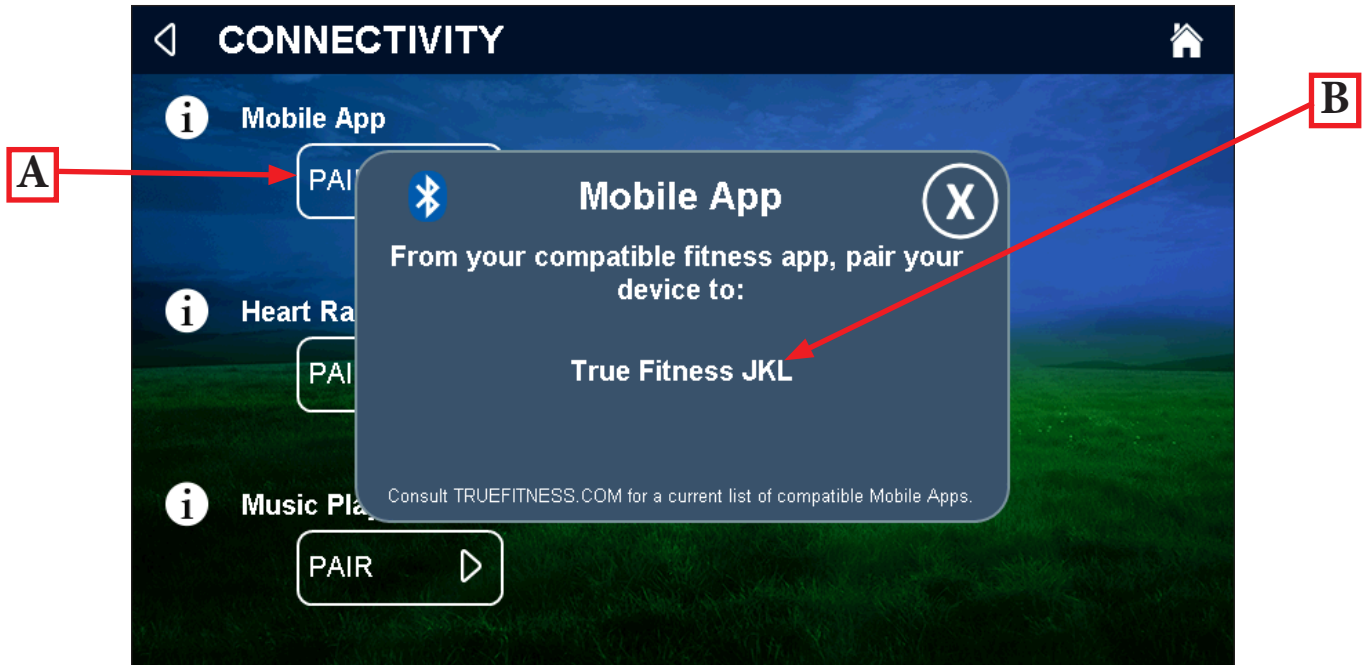 CONNECTIVITY
i Mobile App
B
A
PAI
Mobile App
X
From your compatible fitness app, pair your
device to:
i Heart Ra
PAI
True Fitness JKL
Consult TRUEFITNESS.COM for a current list of compatible Mobile Apps.
i Music Pla
PAIR